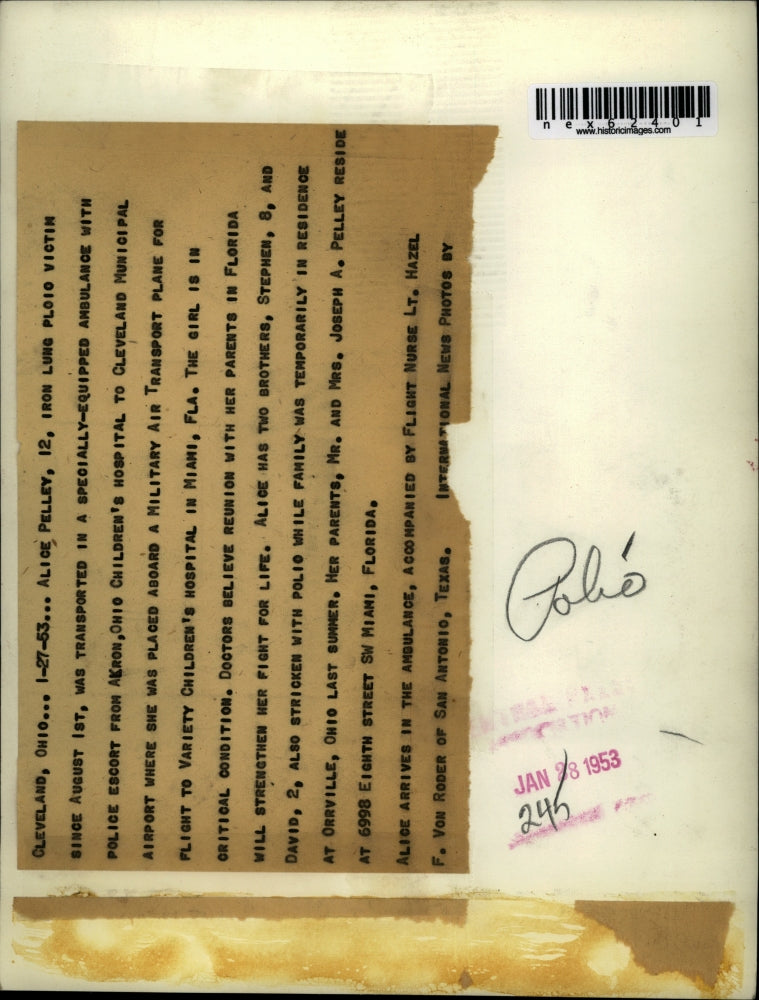 CLEVELAND, OHIO... 1-27-53... ALICE PELLEY, 12, IRON LUNG PLOIO VICTIM
SINCE AUGUST 1ST, WAS TRANSPORTED IN A SPECIALLY-EQUIPPED AMBULANCE WITH
POLICE ESCORT FROM AKRON,OHIO CHILDREN'S HOSPITAL TO CLEVELAND MUNICIPAL
AIRPORT WHERE SHE WAS PLACED ABOARD A MILITARY AIR TRANSPORT PLANE FOR
FLIGHT TO VARIETY CHILDREN'S HOSPITAL IN MIAMI, FLA. THE GIRL IS IN
CRITICAL CONDITION. DOCTORS BELIEVE REUNION WITH HER PARENTS IN FLORIDA
WILL STRENGTHEN HER FIGHT FOR LIFE. ALICE HAS TWO BROTHERS, STEPHEN, 8, AND
DAVID, 2, ALSO STRICKEN WITH POLIO WHILE FAMILY WAS TEMPORARILY IN RESIDENCE
AT ORRVILLE, OHIO LAST SUMMER. HER PARENTS, MR. AND MRS. JOSEPH A. PELLEY RESIDE
AT 6998 EIGHTH STREET SW MIAMI, FLORIDA.
ALICE ARRIVES IN THE AMBULANCE, ACCOMPANIED BY FLIGHT NURSE LT. HAZEL
F. VON RODER OF SAN ANTONIO, TEXAS. INTERNATIONAL NEWS PHOTOS BY
nex62401
www.historicimages.com
Polio
JAN 28 1953
245